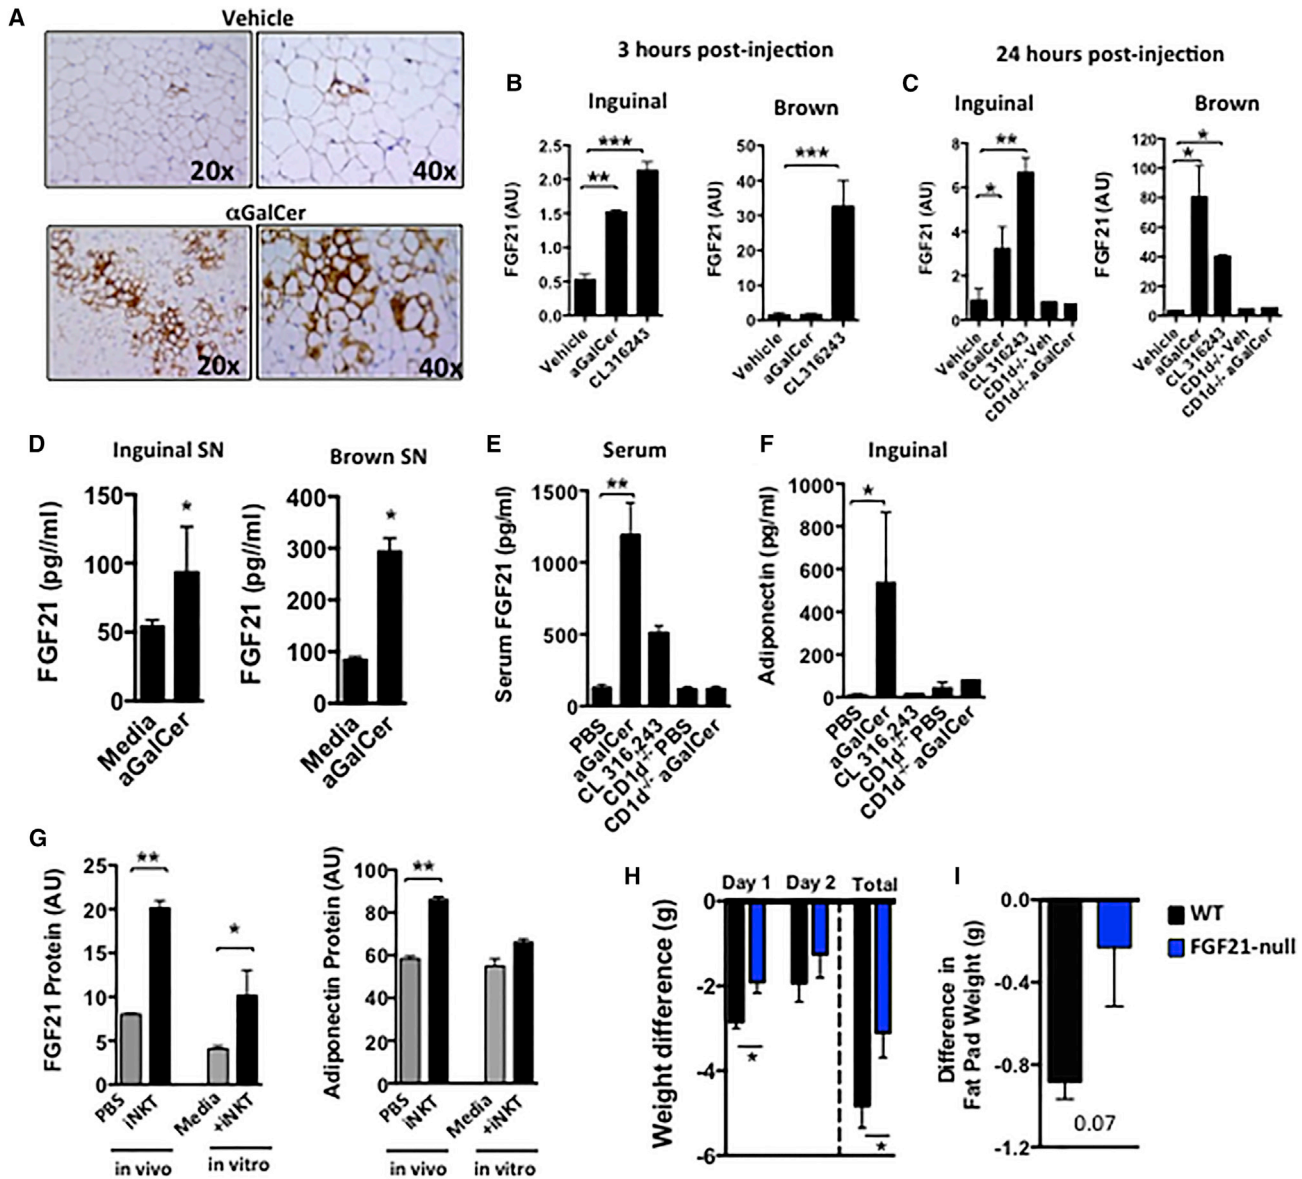 A
Vehicle
20x
40x
αGalCer
20x
40x
3 hours post-injection
B
Inguinal
Brown
FGF21 (AU)
2.5
2.0
1.5
1.0
0.5
0.0
★★★
★★
Vehicle
aGalCer
CL316243
FGF21 (AU)
50
40
30
20
10
0
★★★
Vehicle
aGalCer
CL316243
24 hours post-injection
C
Inguinal
Brown
FGF21 (AU)
8
6
4
2
0
★★
★
Vehicle
aGalCer
CL 316243
CD1d-/- Veh
CD1d-/- aGalCer
FGF21 (AU)
120
100
80
60
40
20
0
★
★
Vehicle
aGalCer
CL316243
CD1d-/- Veh
CD1d-/- aGalCer
D
Inguinal SN
FGF21 (pg//ml)
150
100
50
0
★
Media
aGalCer
Brown SN
FGF21 (pg//ml)
400
300
200
100
0
★
Media
aGalCer
E
Serum
Serum FGF21 (pg/ml)
1500
1000
500
0
★★
PBS
aGalCer
CL 316,243
CD1d-/- PBS
CD1d-/- aGalCer
F
Inguinal
Adiponectin (pg/ml)
1000
800
600
400
200
0
★
PBS
aGalCer
CL 316,243
CD1d-/- PBS
CD1d-/- aGalCer
G
FGF21 Protein (AU)
25
20
15
10
5
0
★★
★
PBS
iNKT
Media
+iNKT
in vivo
in vitro
Adiponectin Protein (AU)
100
80
60
40
20
0
★★
PBS
iNKT
Media
+iNKT
in vivo
in vitro
H
Day 1 Day 2 Total
Weight difference (g)
0
-2
-4
-6
★
★
I
Difference in
Fat Pad Weight (g)
0.0
-0.4
-0.8
-1.2
0.07
WT
FGF21-null